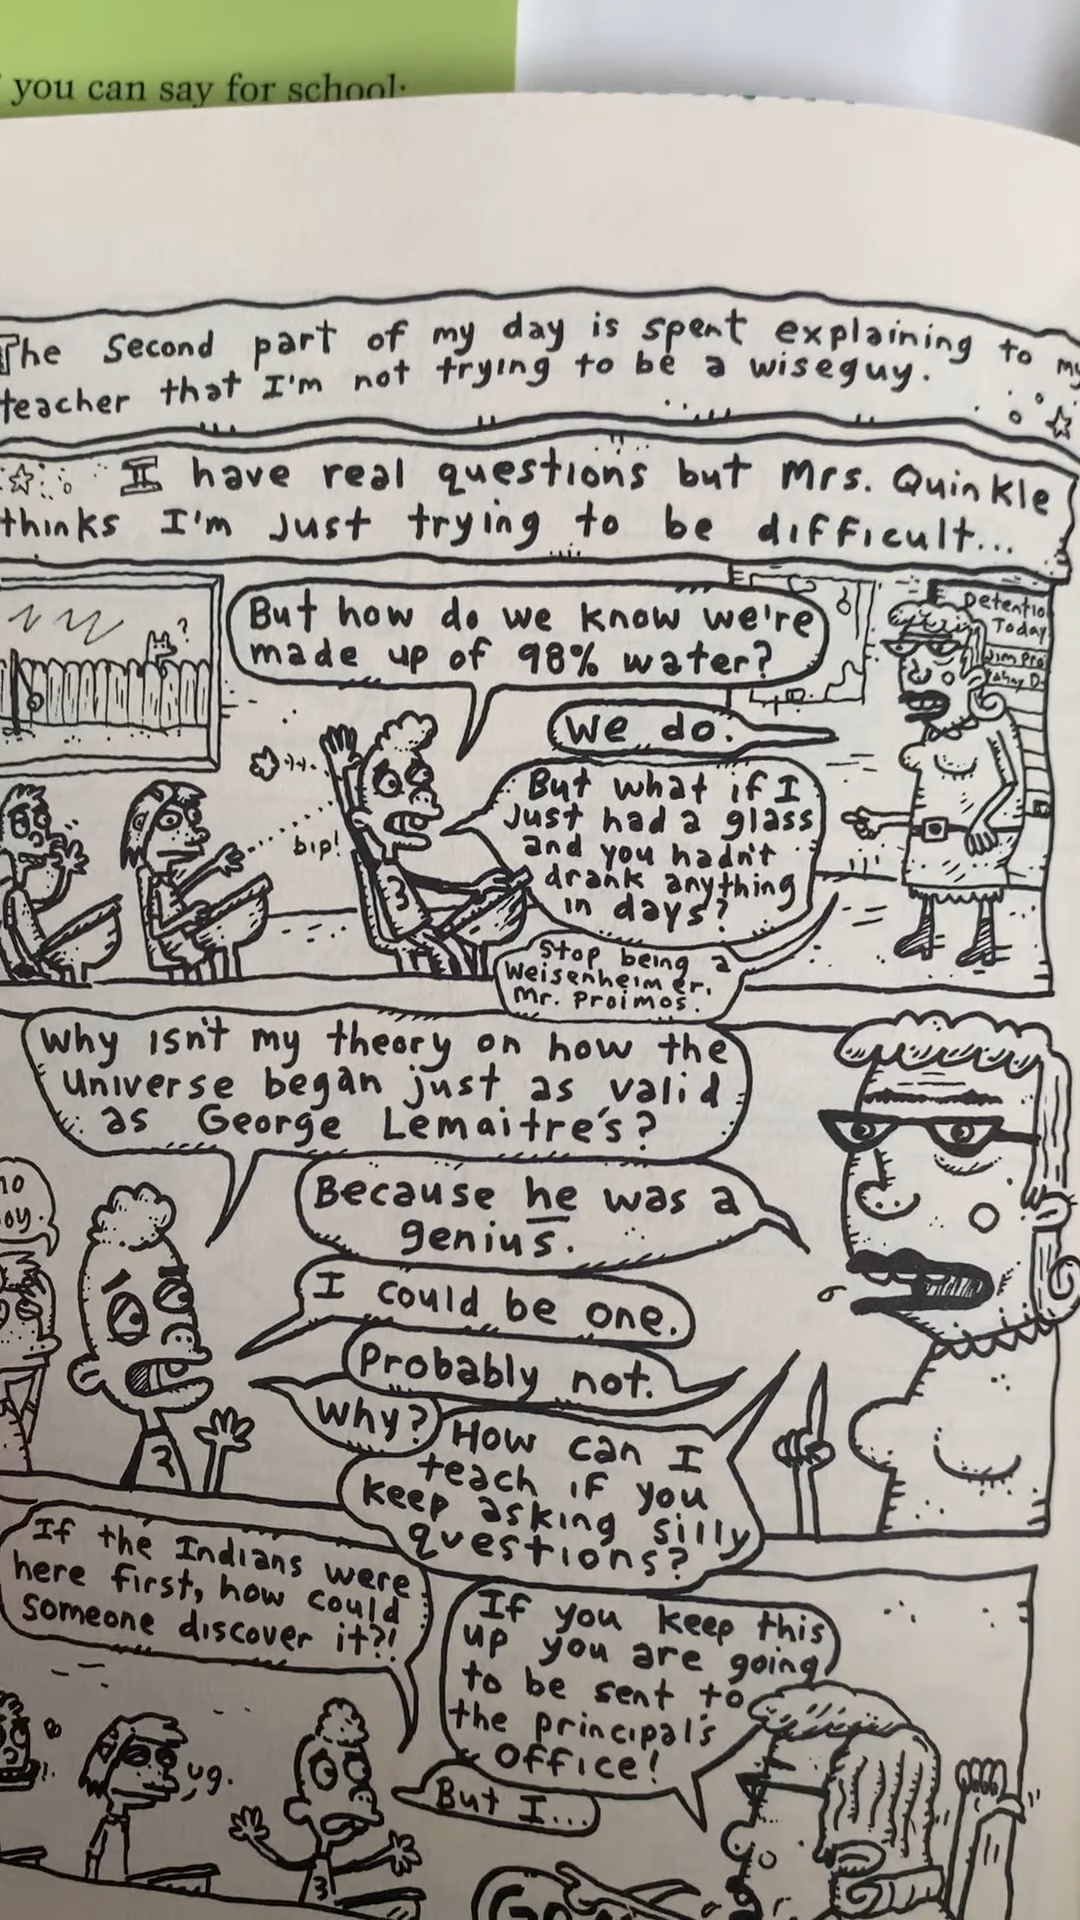 you can say for school:
The second part of my day is spent explaining to my
teacher that I'm not trying to be a wiseguy.
I have real questions but Mrs. Quinkle
thinks I'm just trying to be difficult...
But how do we know we're
made up of 98% water?
Detentio
Today
Jim Pro
?
We do.
But what if I
just had a glass
and you hadn't
drank anything
in days?
bip!
3
Stop being a
Weisenheimer,
Mr. Proimos.
Why isn't my theory on how the
Universe began just as valid
as George Lemaitre's?
Because he was a
genius.
I could be one.
Probably not.
Why?
How can I
teach if you
keep asking silly
questions?
If the Indians were
here first, how could
someone discover it?!
If you keep this
up you are going
to be sent to
the principal's
office!
ug.
But I...
3